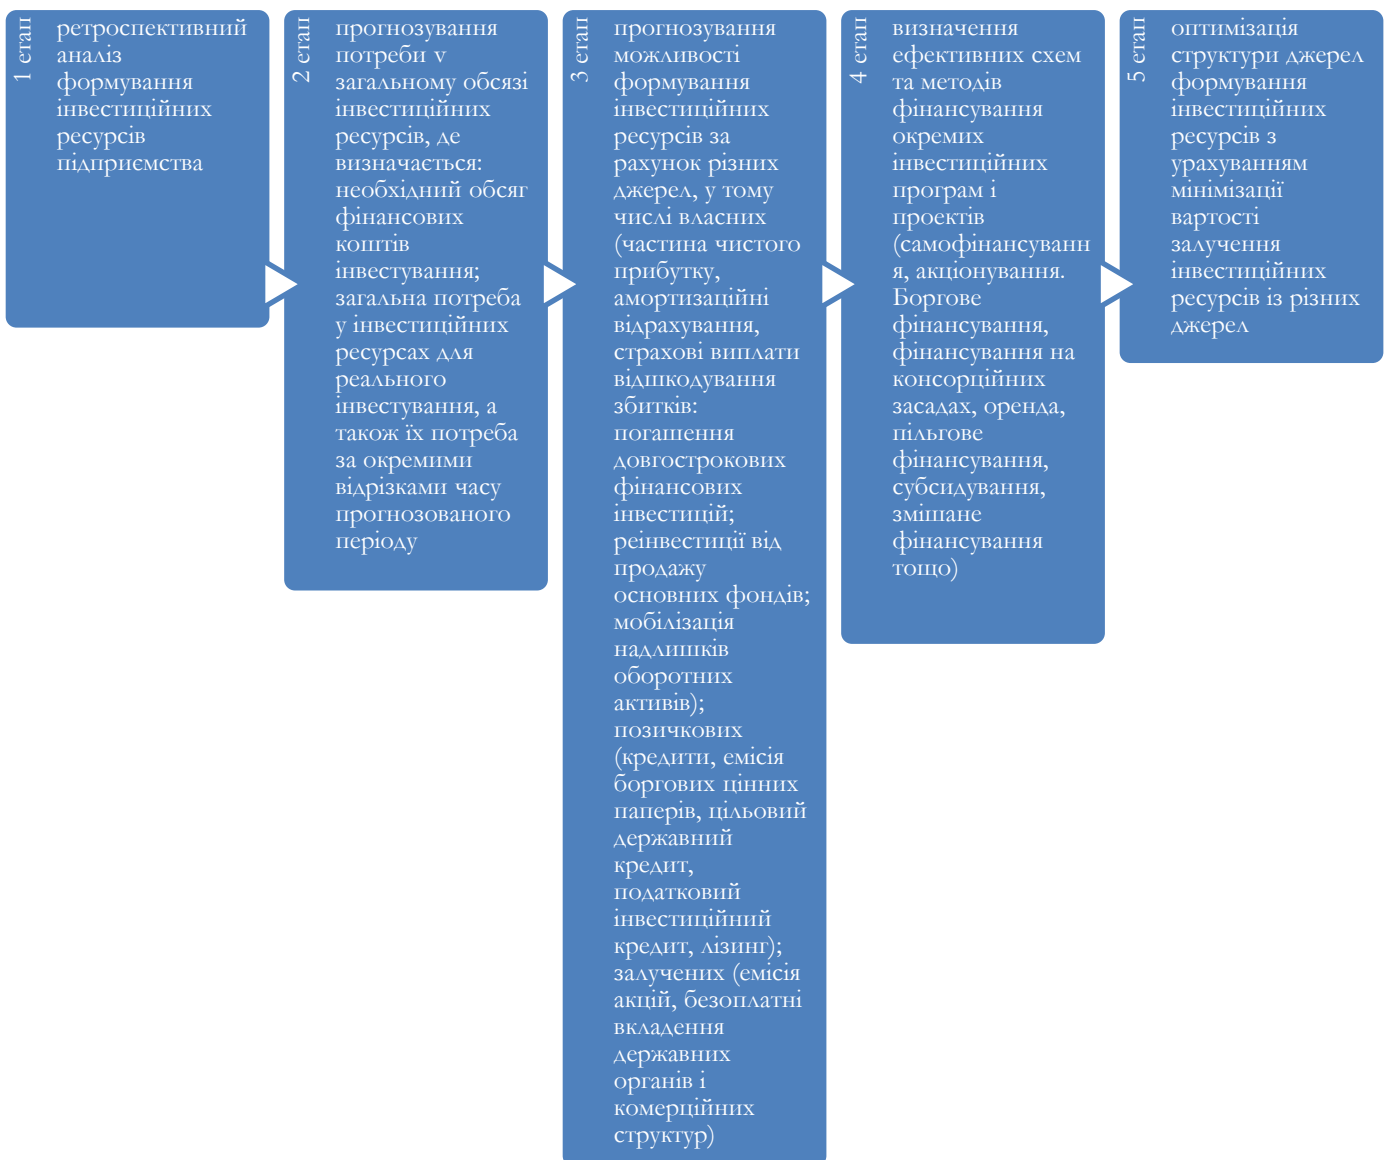 1 етап
ретроспективний
аналіз
формування
інвестиційних
ресурсів
підприємства
2 етап
прогнозування
потреби v
загальному обсязі
інвестиційних
ресурсів, де
визначається:
необхідний обсяг
фінансових
коштів
інвестування;
загальна потреба
у інвестиційних
ресурсах для
реального
інвестування, а
також їх потреба
за окремими
відрізками часу
прогнозованого
періоду
3 етап
прогнозування
можливості
формування
інвестиційних
ресурсів за
рахунок різних
джерел, у тому
числі власних
(частина чистого
прибутку,
амортизаційні
відрахування,
страхові виплати
відшкодування
збитків:
погашення
довгострокових
фінансових
інвестицій;
реінвестиції від
продажу
основних фондів;
мобілізація
надлишків
оборотних
активів);
позичкових
(кредити, емісія
боргових цінних
паперів, цільовий
державний
кредит,
податковий
інвестиційний
кредит, лізинг);
залучених (емісія
акцій, безоплатні
вкладення
державних
органів і
комерційних
структур)
4 етап
визначення
ефективних схем
та методів
фінансування
окремих
інвестиційних
програм і
проектів
(самофінансуванн
я, акціонування.
Боргове
фінансування,
фінансування на
консорційних
засадах, оренда,
пільгове
фінансування,
субсидування,
змішане
фінансування
тощо)
5 етап
оптимізація
структури джерел
формування
інвестиційних
ресурсів з
урахуванням
мінімізації
вартості
залучення
інвестиційних
ресурсів із різних
джерел